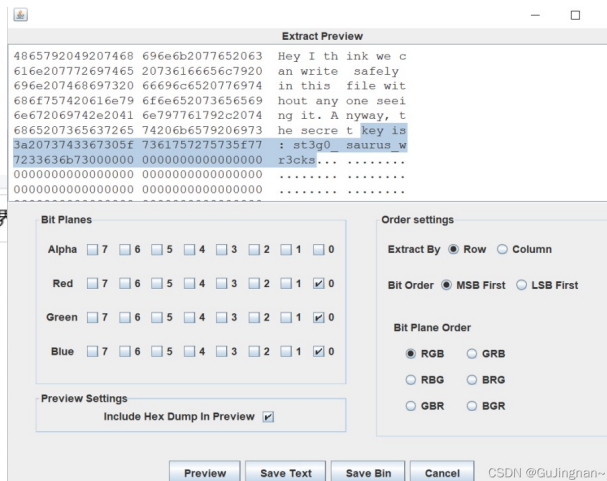 Extract Preview
4865792049207468 696e6b2077652063 Hey I th ink we c
616e207772697465 20736166656c7920 an write  safely 
696e207468697320 66696c6520776974 in this  file wit
686f757420616e79 6f6e652073656569 hout any one seei
6e672069742e2041 6e797761792c2074 ng it. A nyway, t
6865207365637265 74206b6579206973 he secre t key is
3a20737433673 05f 7361757275735f77 : st3g0_ saurus_w
7233636b73000000 0000000000000000 r3cks... ........
0000000000000000 0000000000000000 ........ ........
0000000000000000 0000000000000000 ........ ........
Bit Planes
Alpha 7 6 5 4 3 2 1 0
Red 7 6 5 4 3 2 1 0
Green 7 6 5 4 3 2 1 0
Blue 7 6 5 4 3 2 1 0
Preview Settings
Include Hex Dump In Preview
Order settings
Extract By Row Column
Bit Order MSB First LSB First
Bit Plane Order
RGB GRB
RBG BRG
GBR BGR
Preview Save Text Save Bin Cancel
CSDN @GuJingnan~